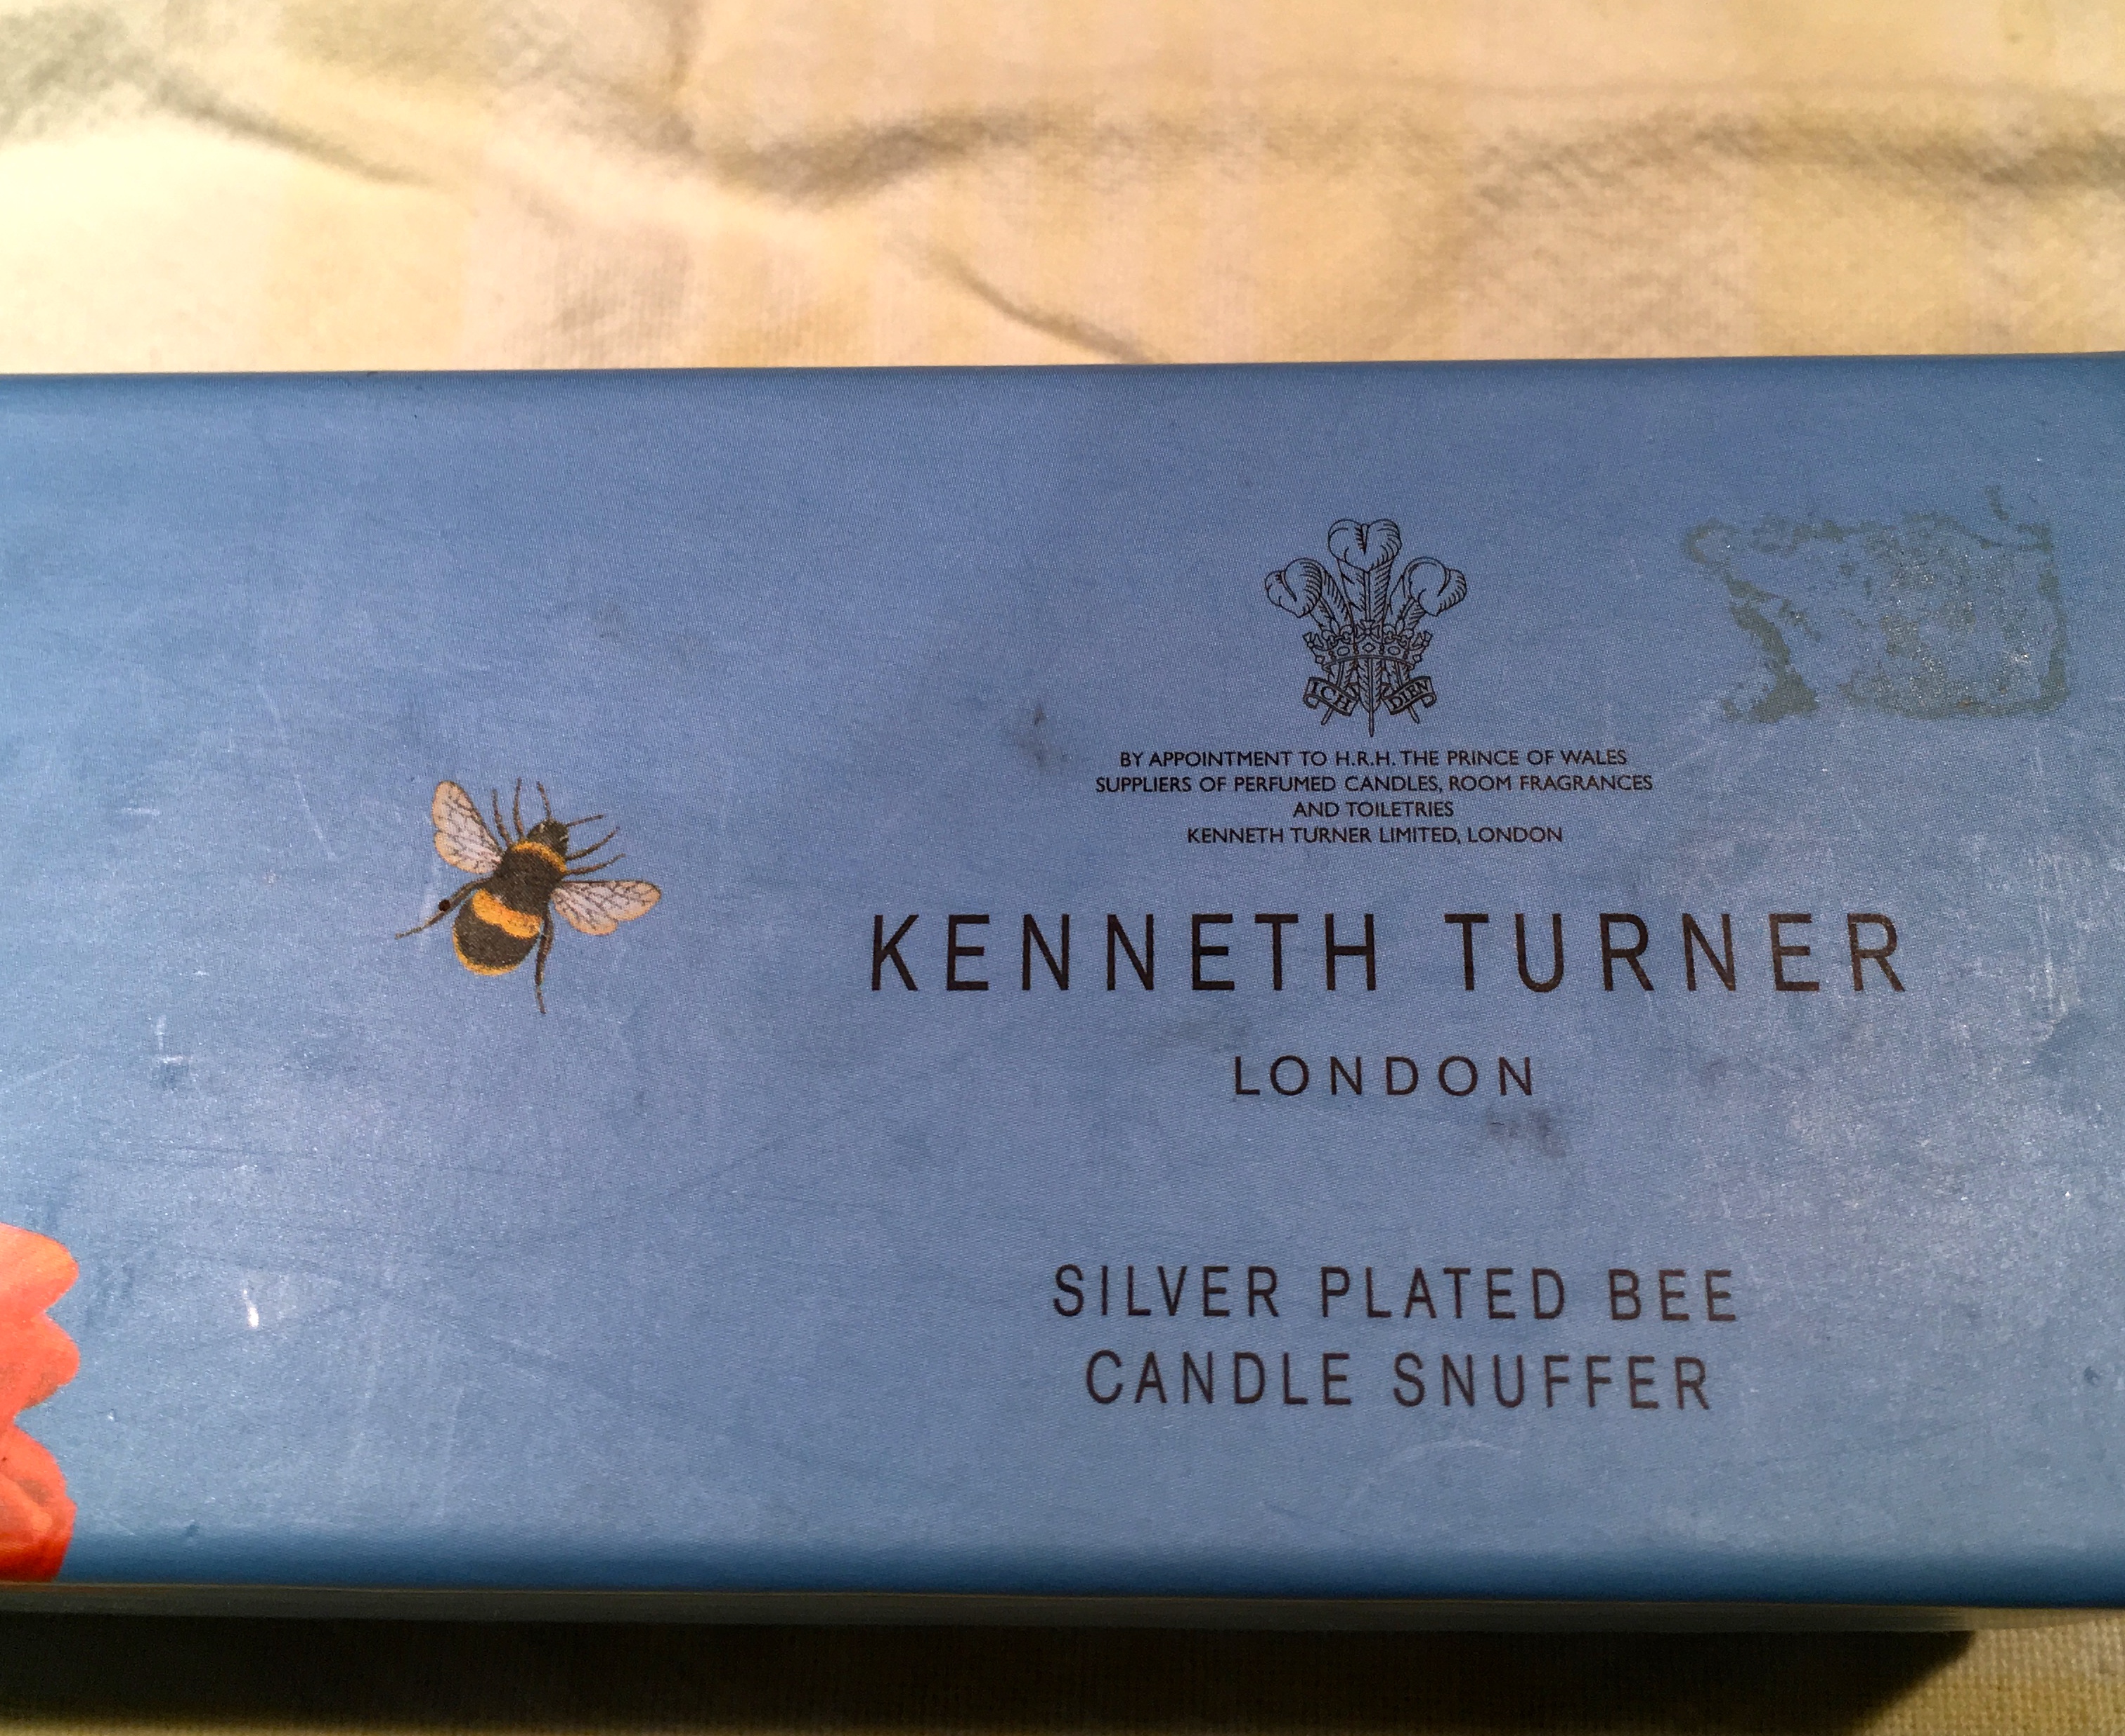 ICH DIEN
BY APPOINTMENT TO H.R.H. THE PRINCE OF WALES
SUPPLIERS OF PERFUMED CANDLES, ROOM FRAGRANCES
AND TOILETRIES
KENNETH TURNER LIMITED, LONDON
KENNETH TURNER
LONDON
SILVER PLATED BEE
CANDLE SNUFFER